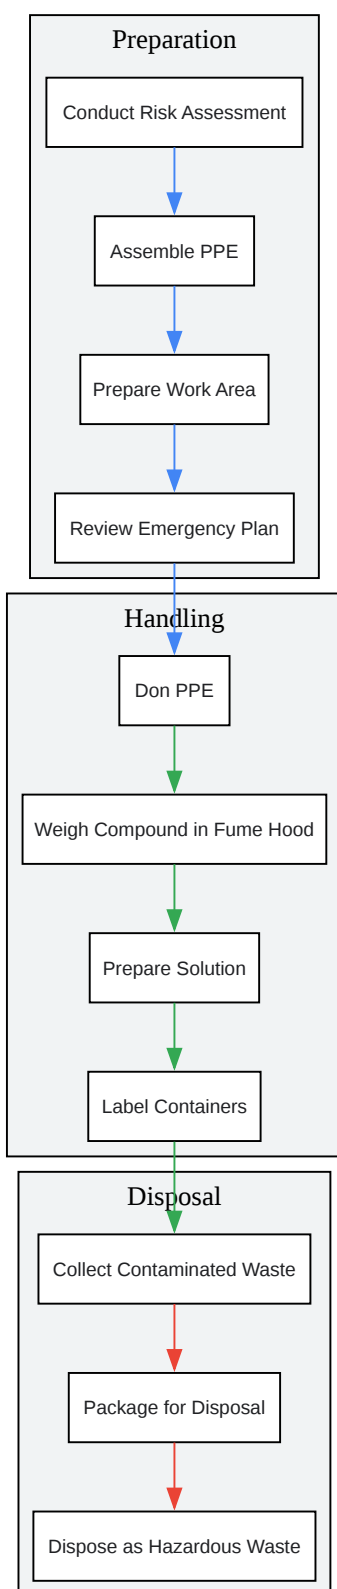 Preparation
Conduct Risk Assessment
Assemble PPE
Prepare Work Area
Review Emergency Plan
Handling
Don PPE
Weigh Compound in Fume Hood
Prepare Solution
Label Containers
Disposal
Collect Contaminated Waste
Package for Disposal
Dispose as Hazardous Waste